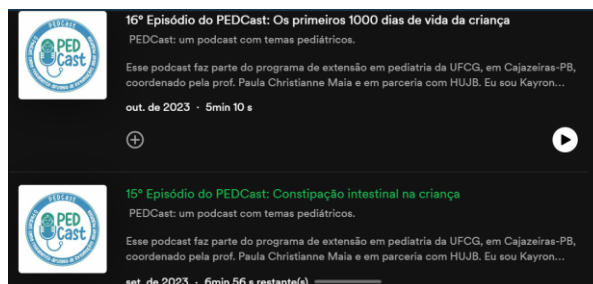 16º Episódio do PEDCast: Os primeiros 1000 dias de vida da criança
PEDCast: um podcast com temas pediátricos.
Esse podcast faz parte do programa de extensão em pediatria da UFCG, em Cajazeiras-PB,
coordenado pela prof. Paula Christianne Maia e em parceria com HUJB. Eu sou Kayron...
out. de 2023 · 5min 10 s
PEDCast
PED
Cast
15º Episódio do PEDCast: Constipação intestinal na criança
PEDCast: um podcast com temas pediátricos.
Esse podcast faz parte do programa de extensão em pediatria da UFCG, em Cajazeiras-PB,
coordenado pela prof. Paula Christianne Maia e em parceria com HUJB. Eu sou Kayron...
set. de 2023 · 6min 56 s restante(s)
PEDCast
PED
Cast